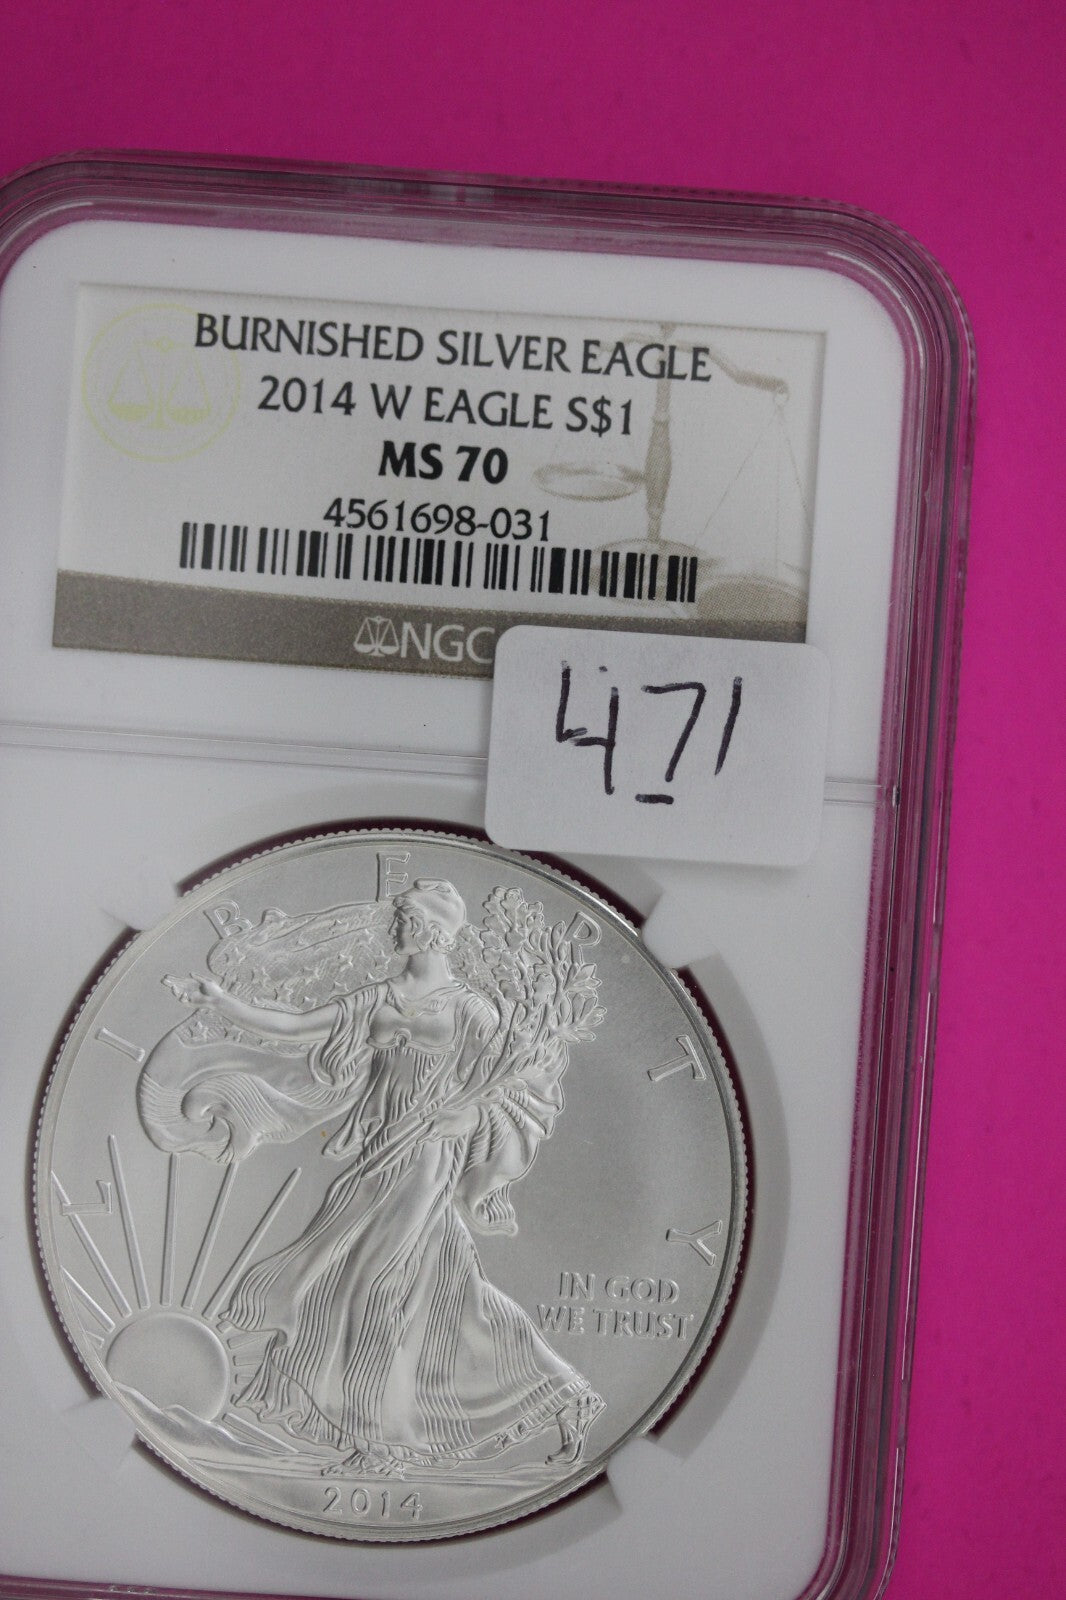 BURNISHED SILVER EAGLE
2014 W EAGLE S$1
MS 70
4561698-031
NGC
471
LIBERTY
IN GOD
WE TRUST
2014